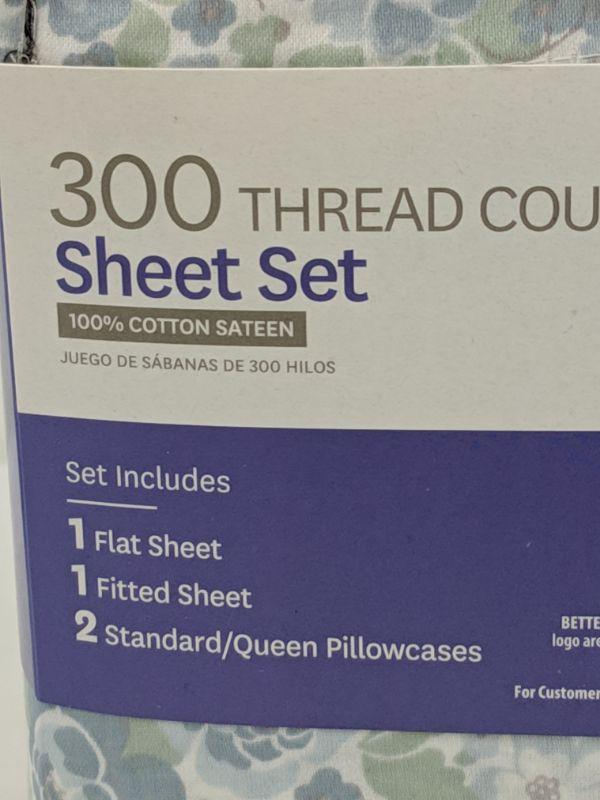 300 THREAD COU
Sheet Set
100% COTTON SATEEN
JUEGO DE SÁBANAS DE 300 HILOS
Set Includes
1 Flat Sheet
1 Fitted Sheet
2 Standard/Queen Pillowcases
BETTE
logo are
For Customer